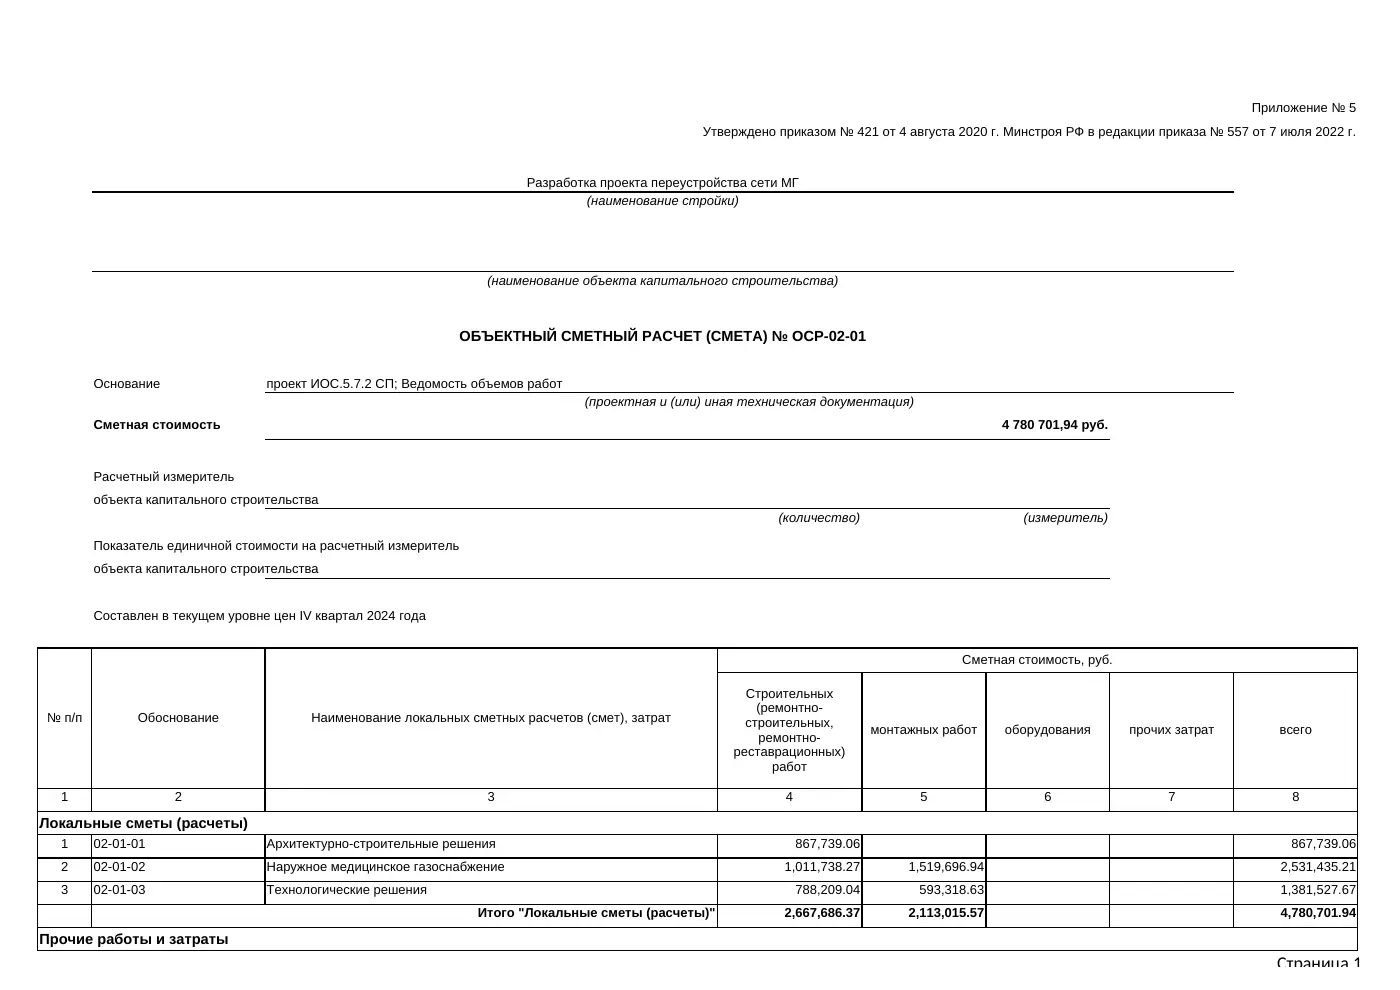 Приложение № 5
Утверждено приказом № 421 от 4 августа 2020 г. Минстроя РФ в редакции приказа № 557 от 7 июля 2022 г.
Разработка проекта переустройства сети МГ
(наименование стройки)
(наименование объекта капитального строительства)
ОБЪЕКТНЫЙ СМЕТНЫЙ РАСЧЕТ (СМЕТА) № ОСР-02-01
Основание проект ИОС.5.7.2 СП; Ведомость объемов работ
(проектная и (или) иная техническая документация)
Сметная стоимость 4 780 701,94 руб.
Расчетный измеритель
объекта капитального строительства
(количество) (измеритель)
Показатель единичной стоимости на расчетный измеритель
объекта капитального строительства
Составлен в текущем уровне цен IV квартал 2024 года
№ п/п Обоснование Наименование локальных сметных расчетов (смет), затрат Сметная стоимость, руб.
Строительных
(ремонтно-
строительных,
ремонтно-
реставрационных)
работ
монтажных работ оборудования прочих затрат всего
1 2 3 4 5 6 7 8
Локальные сметы (расчеты)
1 02-01-01 Архитектурно-строительные решения 867,739.06 867,739.06
2 02-01-02 Наружное медицинское газоснабжение 1,011,738.27 1,519,696.94 2,531,435.21
3 02-01-03 Технологические решения 788,209.04 593,318.63 1,381,527.67
Итого "Локальные сметы (расчеты)" 2,667,686.37 2,113,015.57 4,780,701.94
Прочие работы и затраты
Страница 1